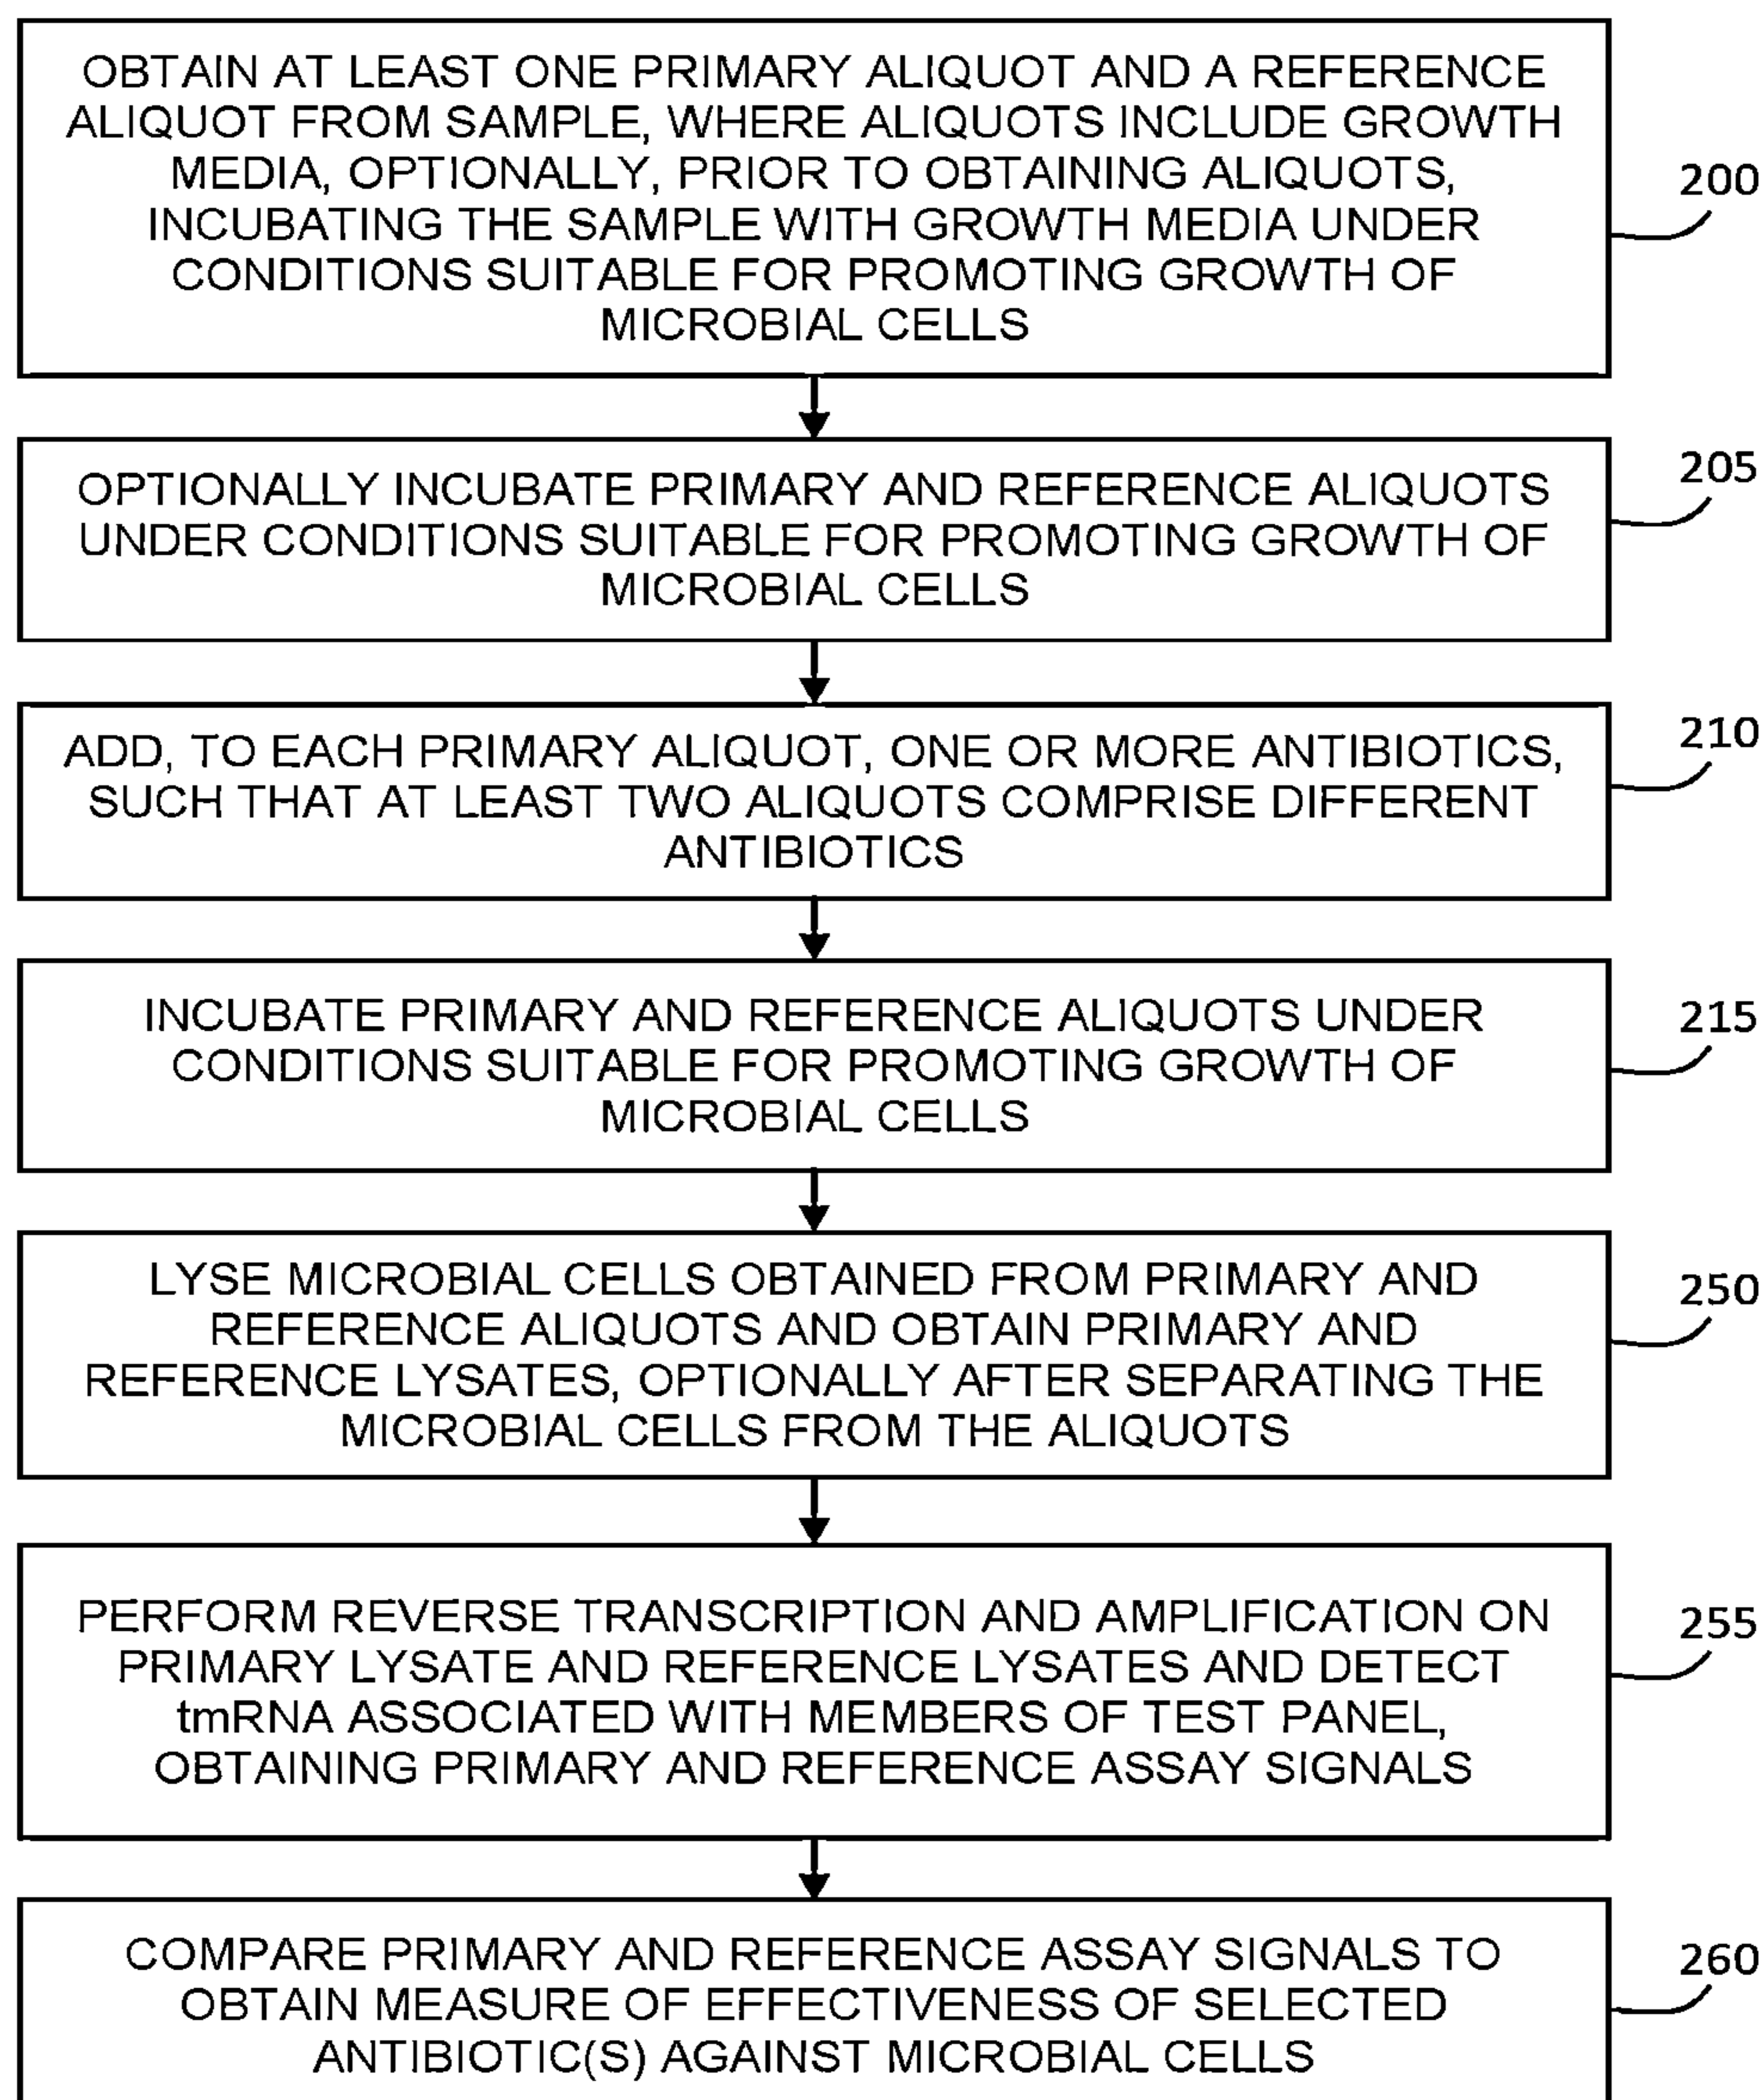 OBTAIN AT LEAST ONE PRIMARY ALIQUOT AND A REFERENCE
ALIQUOT FROM SAMPLE, WHERE ALIQUOTS INCLUDE GROWTH
MEDIA, OPTIONALLY, PRIOR TO OBTAINING ALIQUOTS,
INCUBATING THE SAMPLE WITH GROWTH MEDIA UNDER
CONDITIONS SUITABLE FOR PROMOTING GROWTH OF
MICROBIAL CELLS
200
OPTIONALLY INCUBATE PRIMARY AND REFERENCE ALIQUOTS
UNDER CONDITIONS SUITABLE FOR PROMOTING GROWTH OF
MICROBIAL CELLS
205
ADD, TO EACH PRIMARY ALIQUOT, ONE OR MORE ANTIBIOTICS,
SUCH THAT AT LEAST TWO ALIQUOTS COMPRISE DIFFERENT
ANTIBIOTICS
210
INCUBATE PRIMARY AND REFERENCE ALIQUOTS UNDER
CONDITIONS SUITABLE FOR PROMOTING GROWTH OF
MICROBIAL CELLS
215
LYSE MICROBIAL CELLS OBTAINED FROM PRIMARY AND
REFERENCE ALIQUOTS AND OBTAIN PRIMARY AND
REFERENCE LYSATES, OPTIONALLY AFTER SEPARATING THE
MICROBIAL CELLS FROM THE ALIQUOTS
250
PERFORM REVERSE TRANSCRIPTION AND AMPLIFICATION ON
PRIMARY LYSATE AND REFERENCE LYSATES AND DETECT
tmRNA ASSOCIATED WITH MEMBERS OF TEST PANEL,
OBTAINING PRIMARY AND REFERENCE ASSAY SIGNALS
255
COMPARE PRIMARY AND REFERENCE ASSAY SIGNALS TO
OBTAIN MEASURE OF EFFECTIVENESS OF SELECTED
ANTIBIOTIC(S) AGAINST MICROBIAL CELLS
260